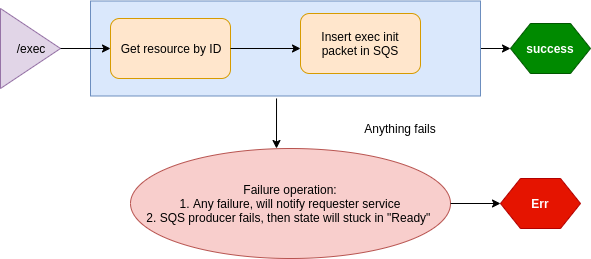 /exec
Get resource by ID
Insert exec init
packet in SQS
success
Anything fails
Failure operation:
1. Any failure, will notify requester service
2. SQS producer fails, then state will stuck in "Ready"
Err